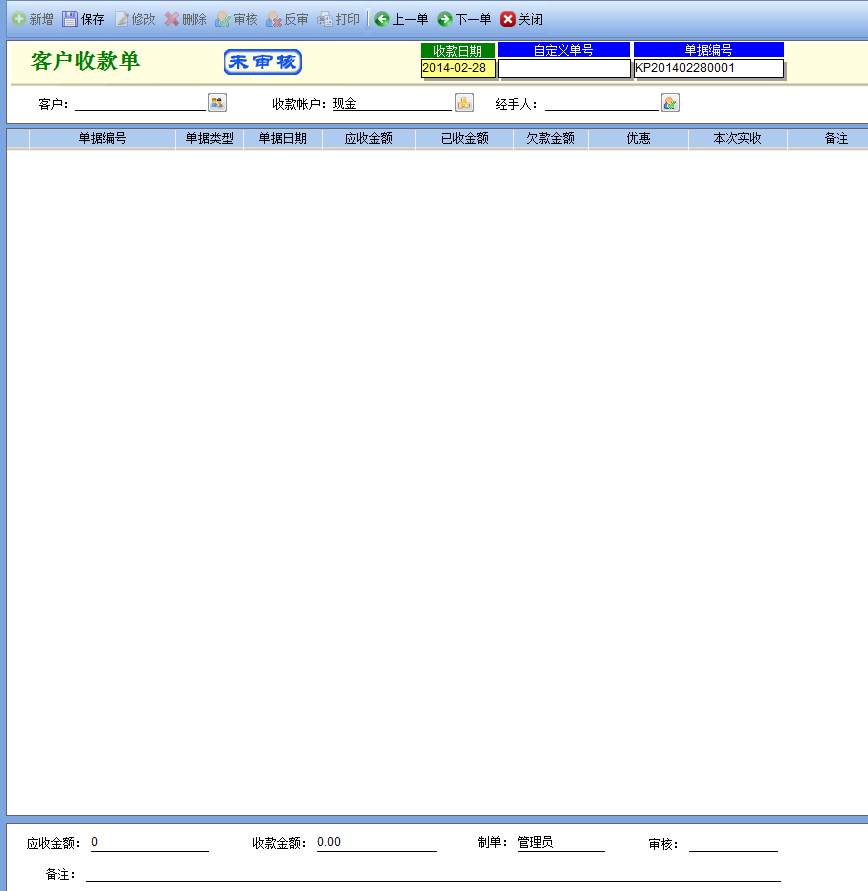 新增 保存 修改 删除 审核 反审 打印 上一单 下一单 关闭
客户收款单 未审核 收款日期 自定义单号 单据编号
2014-02-28 KP201402280001
客户： 收款帐户：现金 经手人：
单据编号 单据类型 单据日期 应收金额 已收金额 欠款金额 优惠 本次实收 备注
应收金额：0 收款金额：0.00 制单：管理员 审核：
备注：